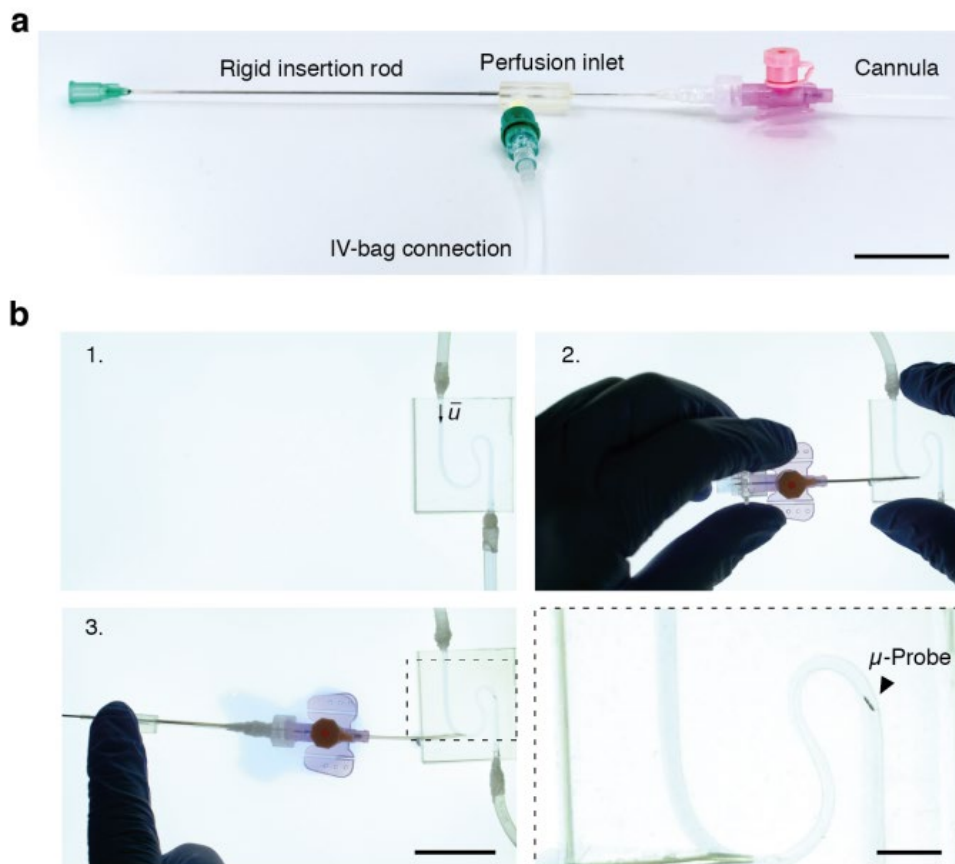 a
Rigid insertion rod
Perfusion inlet
Cannula
IV-bag connection
b
1.
u̅
2.
3.
μ-Probe